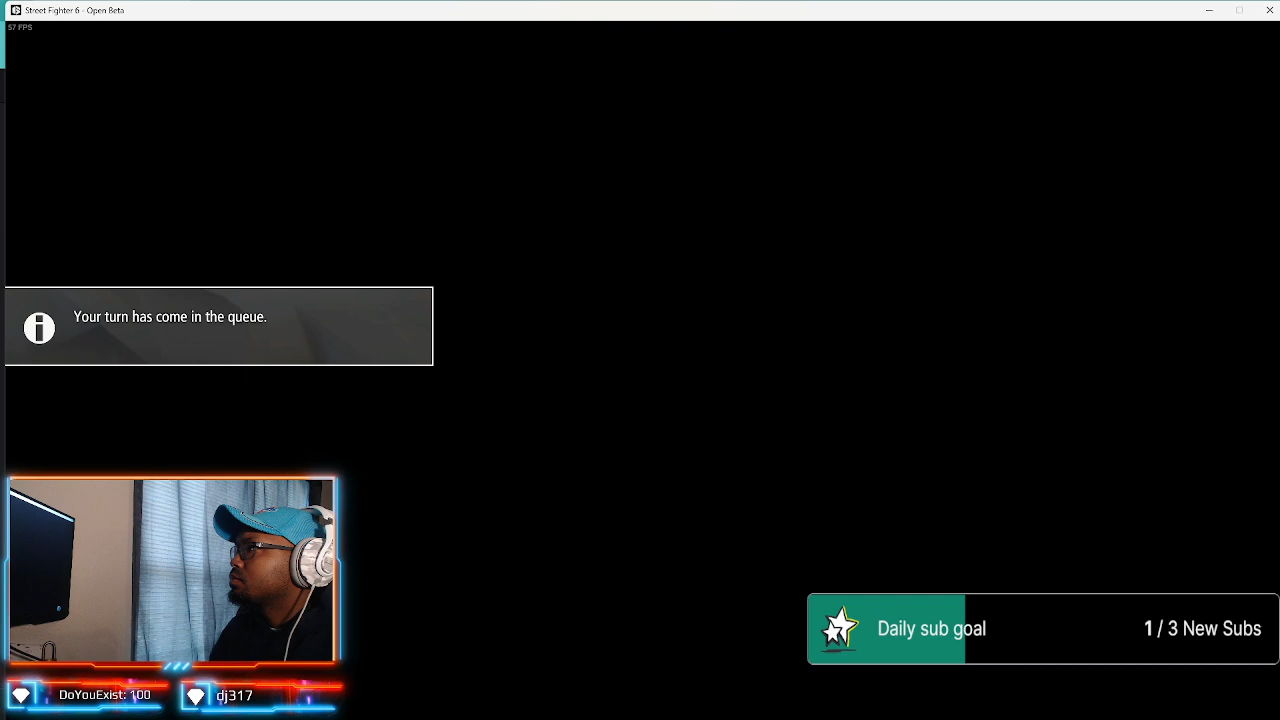 Street Fighter 6 - Open Beta
57 FPS
Your turn has come in the queue.
Daily sub goal
1 / 3 New Subs
DoYouExist: 100
dj317